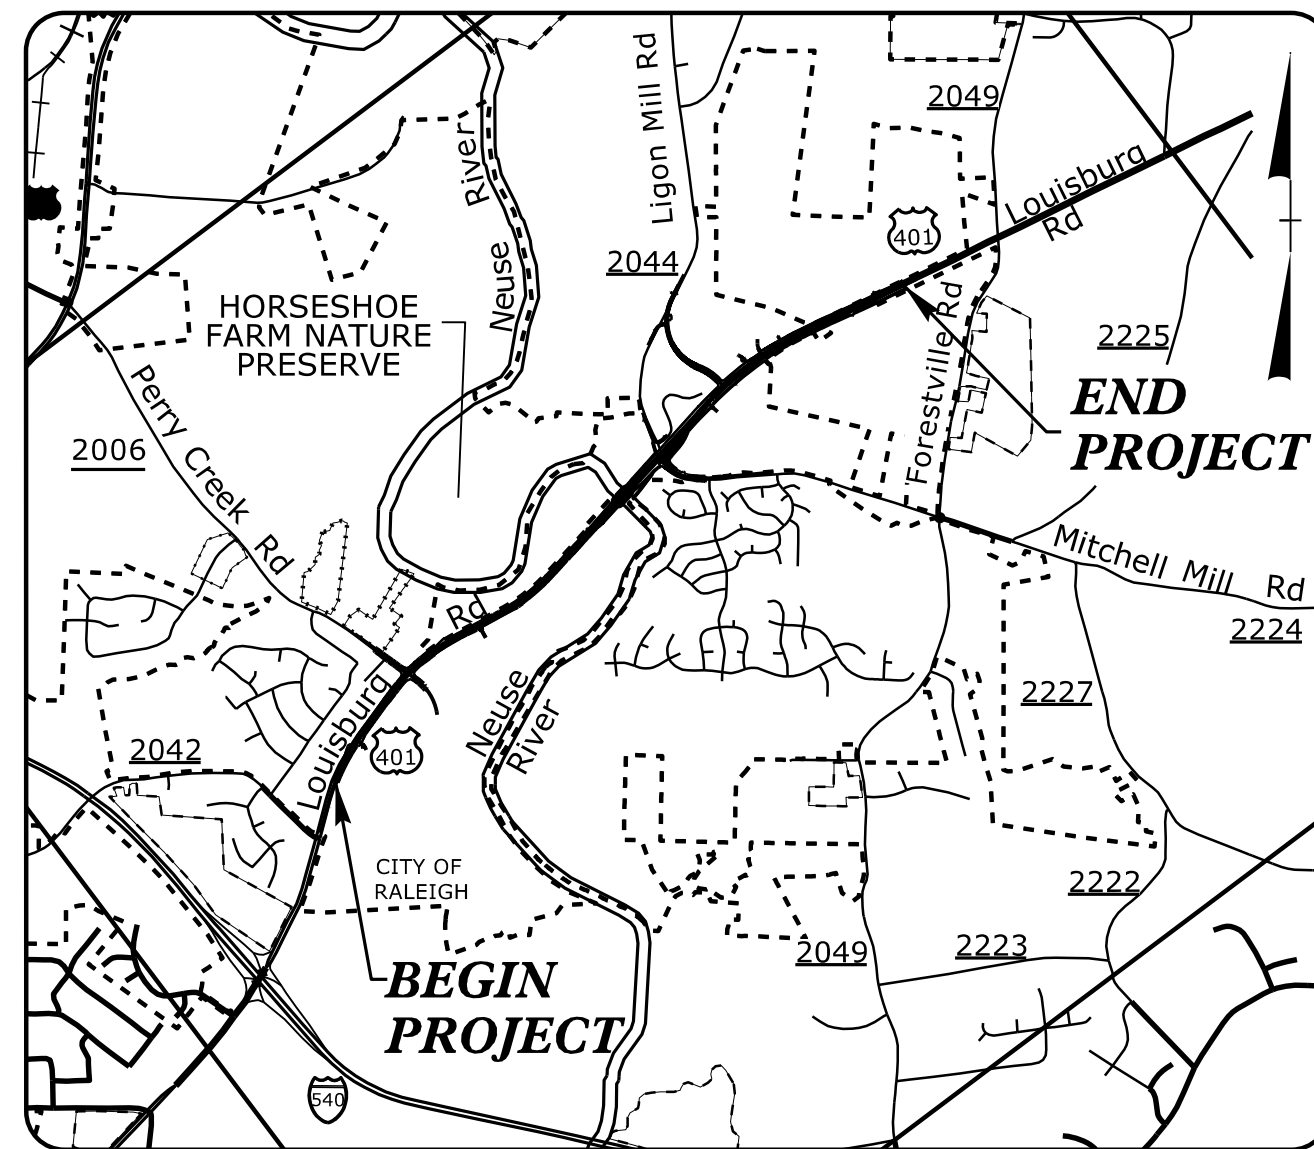 2049
Ligon Mill Rd
River
Neuse
Louisburg
Rd
401
2044
HORSESHOE
FARM NATURE
PRESERVE
2225
Forestville Rd
END
PROJECT
Perry Creek Rd
2006
Mitchell Mill Rd
2224
Rd
Louisburg
2227
Neuse
River
401
2042
CITY OF
RALEIGH
2222
2049
2223
BEGIN
PROJECT
540